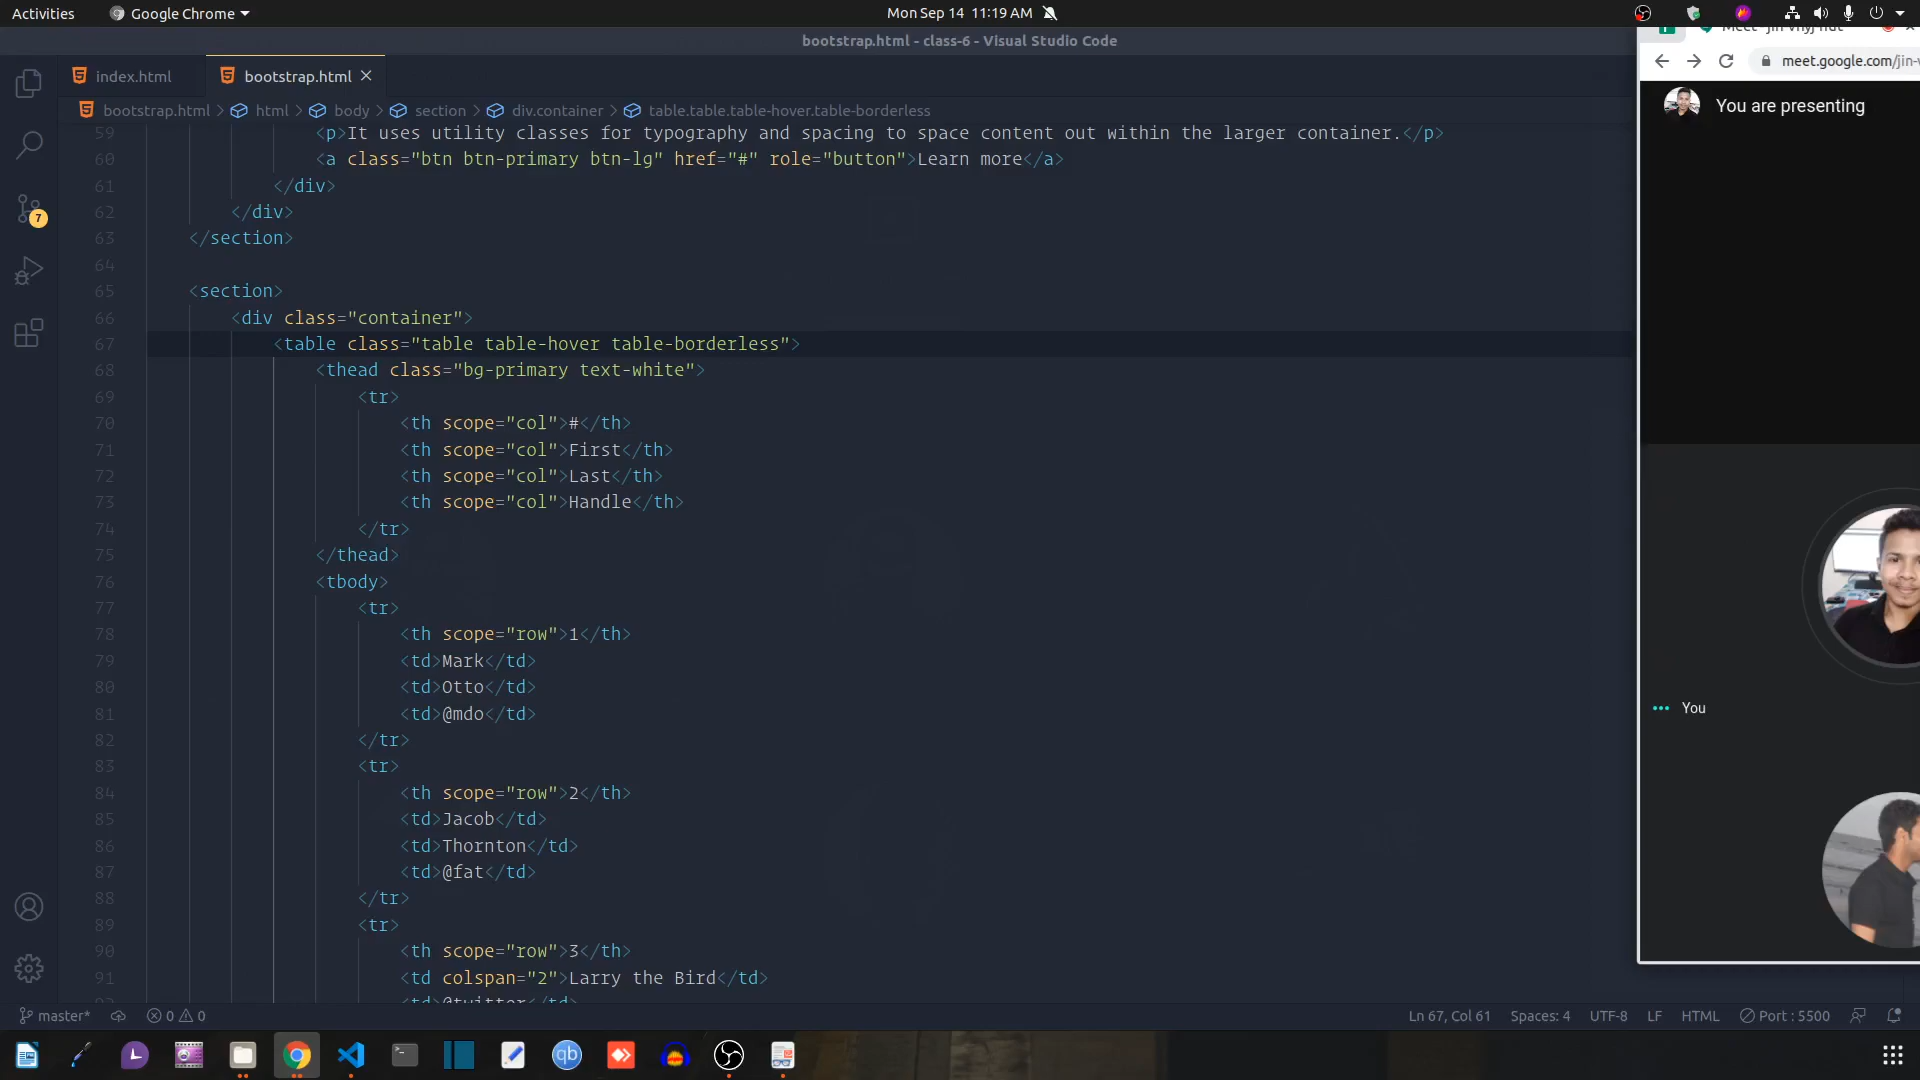 Activities
Google Chrome
Mon Sep 14 11:19 AM
bootstrap.html - class-6 - Visual Studio Code
index.html
bootstrap.html
bootstrap.html > html > body > section > div.container > table.table.table-hover.table-borderless
59 <p>It uses utility classes for typography and spacing to space content out within the larger container.</p>
60 <a class="btn btn-primary btn-lg" href="#" role="button">Learn more</a>
61 </div>
62 </div>
63 </section>
64
65 <section>
66 <div class="container">
67 <table class="table table-hover table-borderless">
68 <thead class="bg-primary text-white">
69 <tr>
70 <th scope="col">#</th>
71 <th scope="col">First</th>
72 <th scope="col">Last</th>
73 <th scope="col">Handle</th>
74 </tr>
75 </thead>
76 <tbody>
77 <tr>
78 <th scope="row">1</th>
79 <td>Mark</td>
80 <td>Otto</td>
81 <td>@mdo</td>
82 </tr>
83 <tr>
84 <th scope="row">2</th>
85 <td>Jacob</td>
86 <td>Thornton</td>
87 <td>@fat</td>
88 </tr>
89 <tr>
90 <th scope="row">3</th>
91 <td colspan="2">Larry the Bird</td>
92 <td>@twitter</td>
7
meet.google.com/jin-
You are presenting
You
master*
0 0
Ln 67, Col 61
Spaces: 4
UTF-8
LF
HTML
Port : 5500
qb